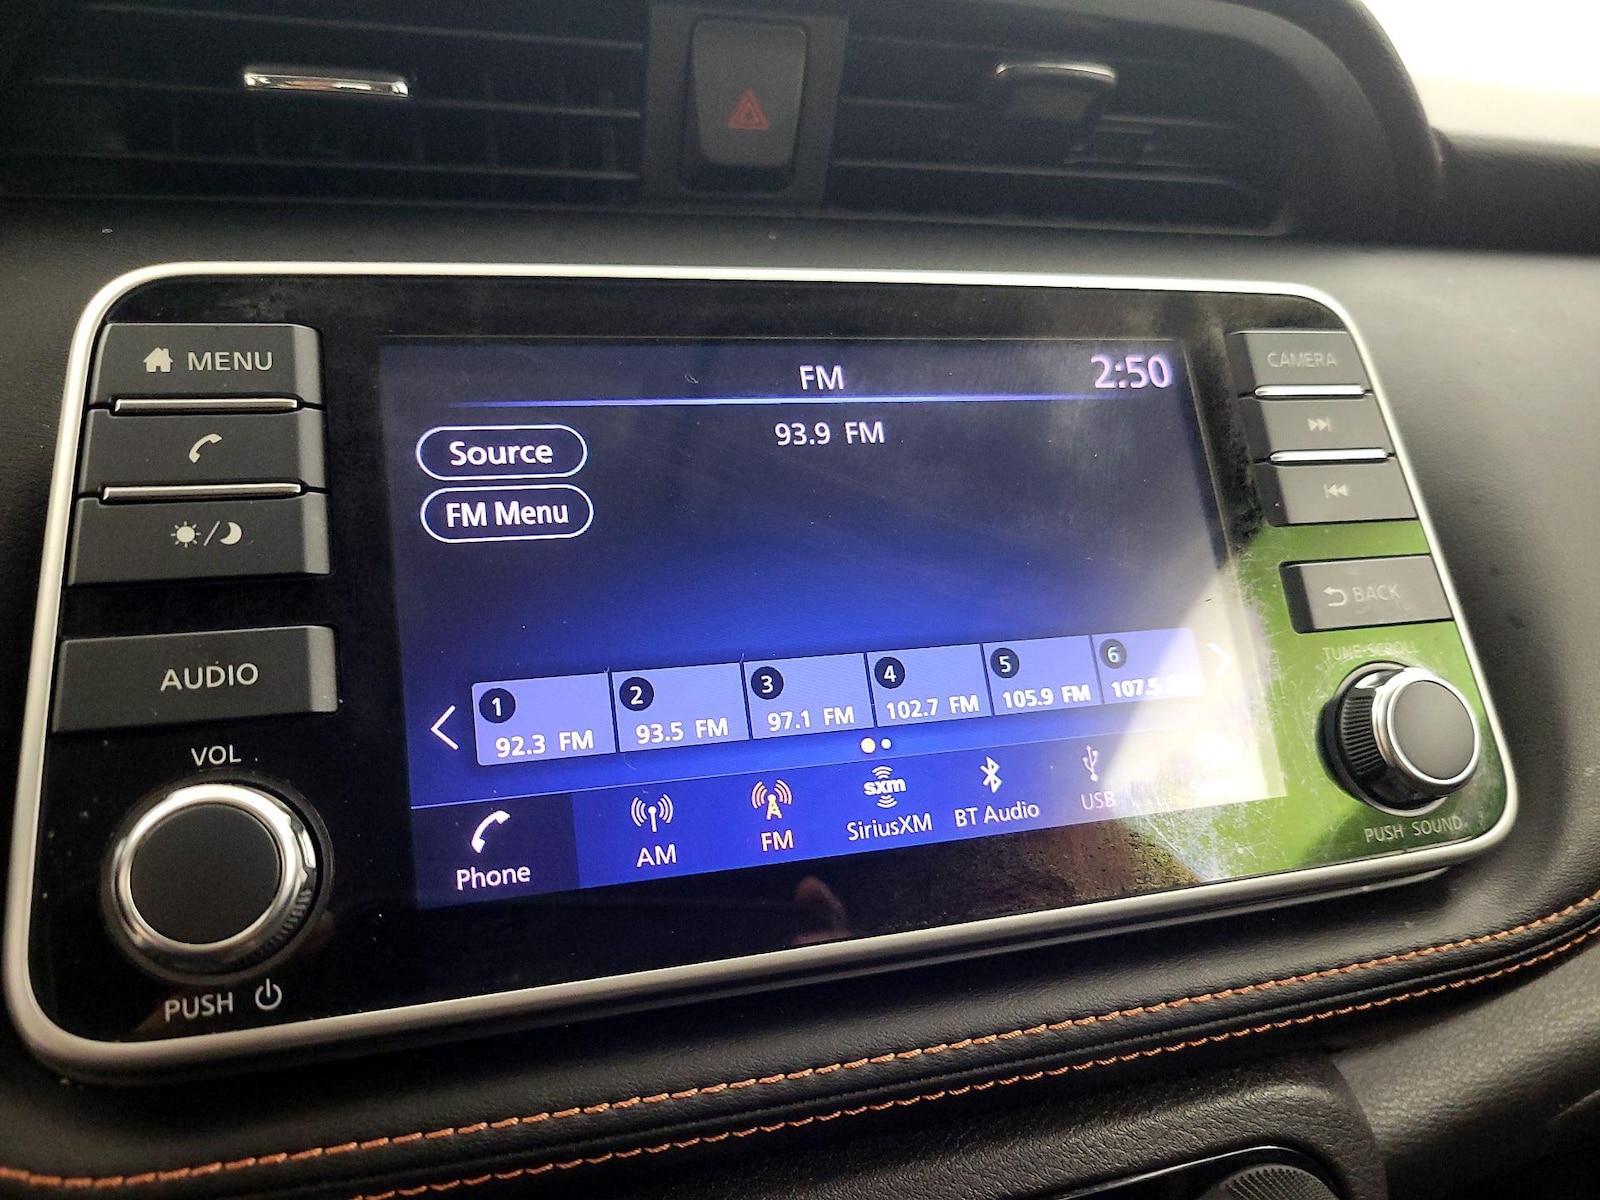 MENU
AUDIO
VOL
PUSH
FM
2:50
93.9 FM
Source
FM Menu
1
92.3 FM
2
93.5 FM
3
97.1 FM
4
102.7 FM
5
105.9 FM
6
107.5
Phone
AM
FM
sxm
SiriusXM
BT Audio
USB
CAMERA
BACK
TUNE·SCROLL
PUSH SOUND